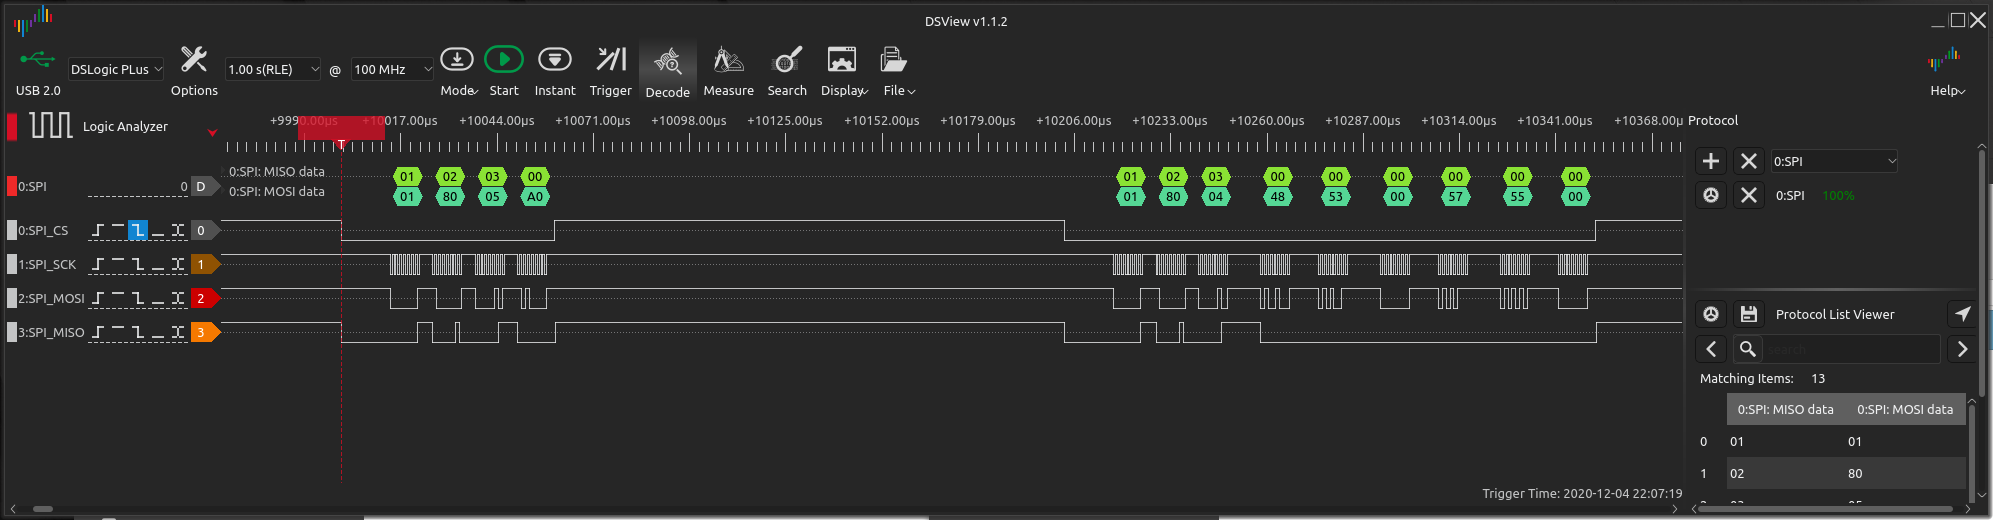 DSView v1.1.2
USB 2.0
DSLogic PLus
Options
1.00 s(RLE)
@
100 MHz
Mode
Start
Instant
Trigger
Decode
Measure
Search
Display
File
Help
Logic Analyzer
+9990.00µs +10017.00µs +10044.00µs +10071.00µs +10098.00µs +10125.00µs +10152.00µs +10179.00µs +10206.00µs +10233.00µs +10260.00µs +10287.00µs +10314.00µs +10341.00µs +10368.00µs
T
0:SPI 0 D
0:SPI: MISO data 01 02 03 00 01 02 03 00 00 00 00 00 00
0:SPI: MOSI data 01 80 05 A0 01 80 04 48 53 00 57 55 00
0:SPI_CS 0
1:SPI_SCK 1
2:SPI_MOSI 2
3:SPI_MISO 3
Trigger Time: 2020-12-04 22:07:19
Protocol
0:SPI
0:SPI 100%
Protocol List Viewer
search
Matching Items: 13
0:SPI: MISO data 0:SPI: MOSI data
0 01 01
1 02 80